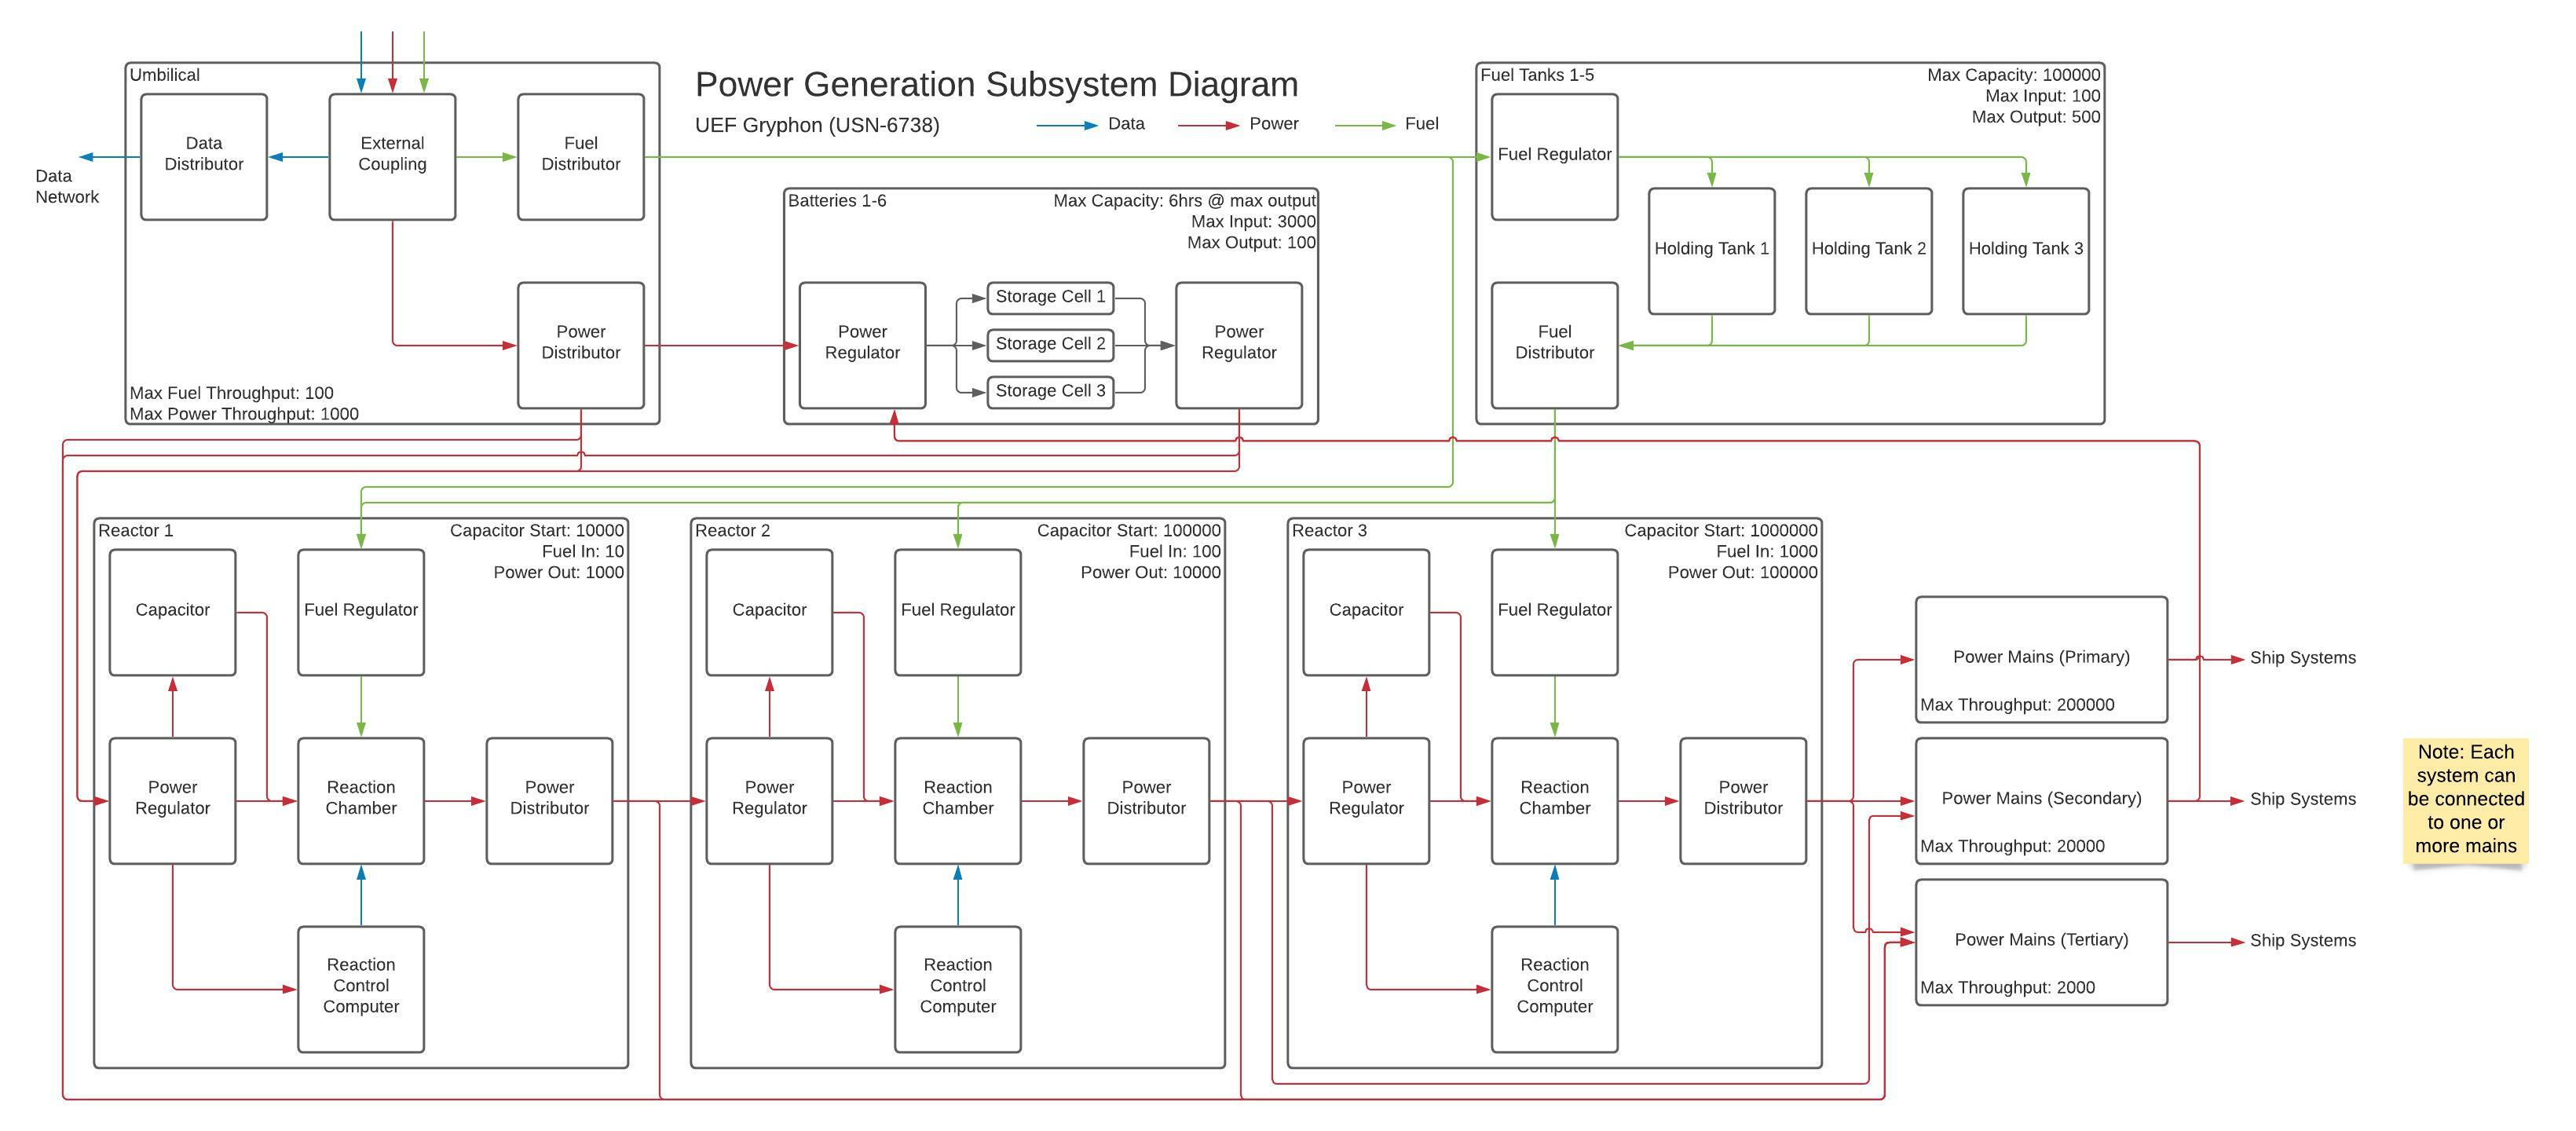 Power Generation Subsystem Diagram
UEF Gryphon (USN-6738)
Data
Power
Fuel
Umbilical
Data
Distributor
External
Coupling
Fuel
Distributor
Data
Network
Power
Distributor
Max Fuel Throughput: 100
Max Power Throughput: 1000
Batteries 1-6
Max Capacity: 6hrs @ max output
Max Input: 3000
Max Output: 100
Power
Regulator
Storage Cell 1
Storage Cell 2
Storage Cell 3
Power
Regulator
Fuel Tanks 1-5
Max Capacity: 100000
Max Input: 100
Max Output: 500
Fuel Regulator
Holding Tank 1
Holding Tank 2
Holding Tank 3
Fuel
Distributor
Reactor 1
Capacitor Start: 10000
Fuel In: 10
Power Out: 1000
Capacitor
Fuel Regulator
Power
Regulator
Reaction
Chamber
Power
Distributor
Reaction
Control
Computer
Reactor 2
Capacitor Start: 100000
Fuel In: 100
Power Out: 10000
Capacitor
Fuel Regulator
Power
Regulator
Reaction
Chamber
Power
Distributor
Reaction
Control
Computer
Reactor 3
Capacitor Start: 1000000
Fuel In: 1000
Power Out: 100000
Capacitor
Fuel Regulator
Power
Regulator
Reaction
Chamber
Power
Distributor
Reaction
Control
Computer
Power Mains (Primary)
Max Throughput: 200000
Ship Systems
Power Mains (Secondary)
Max Throughput: 20000
Ship Systems
Power Mains (Tertiary)
Max Throughput: 2000
Ship Systems
Note: Each
system can
be connected
to one or
more mains